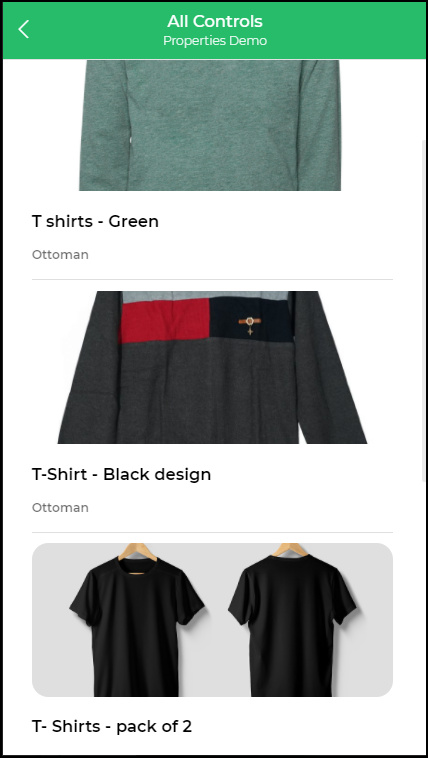 All Controls
Properties Demo
T shirts - Green
Ottoman
T-Shirt - Black design
Ottoman
T- Shirts - pack of 2